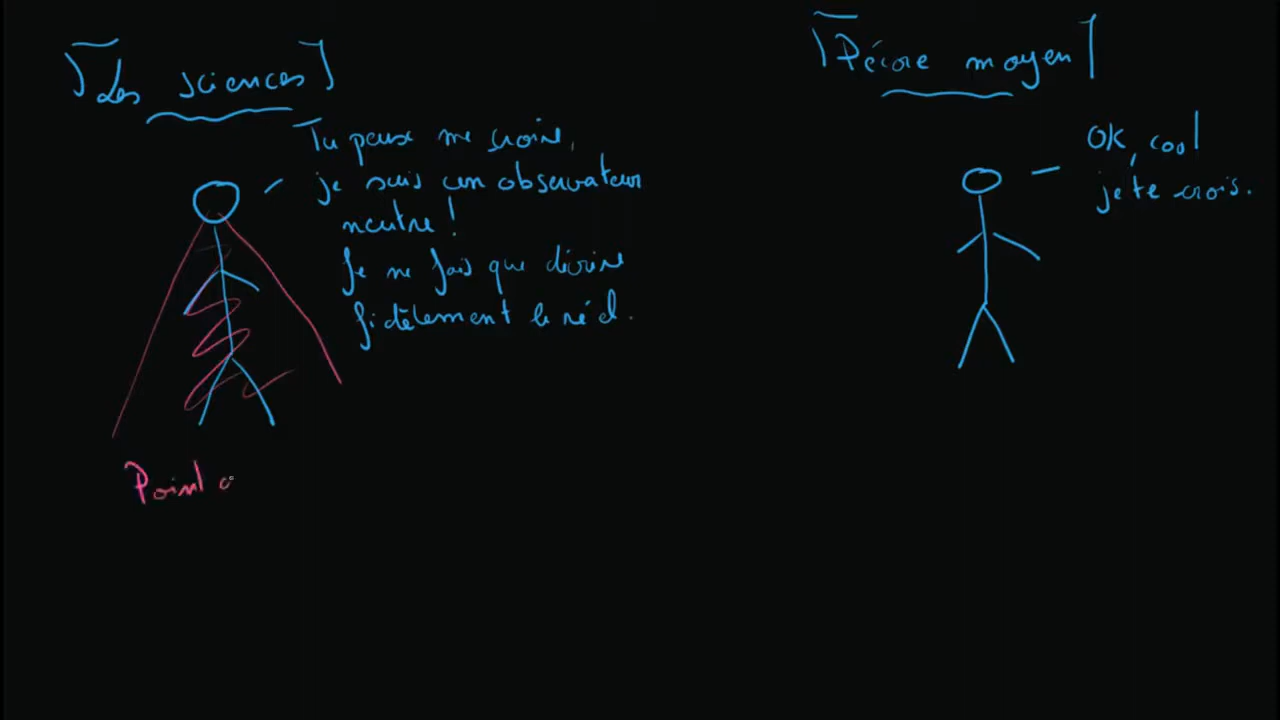 Les sciences
Tu peux me croire,
je suis un observateur
neutre !
Je ne fais que décrire
fidèlement le réel.
Pécore moyen
OK, cool
je te crois.
Point d